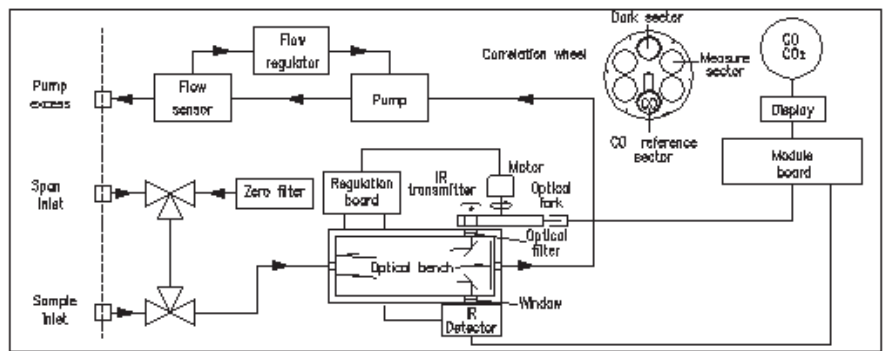 Dark sector
Flow
regulator
Correlation wheel
CO
CO₂
Measure
sector
Pump
excess
Flow
sensor
Pump
CO
Display
CO reference
sector
Module
board
Span
Inlet
Zero filter
Regulation
board
IR
transmitter
Motor
Optical
fork
Optical
filter
Optical bench
Sample
Inlet
Window
IR
Detector